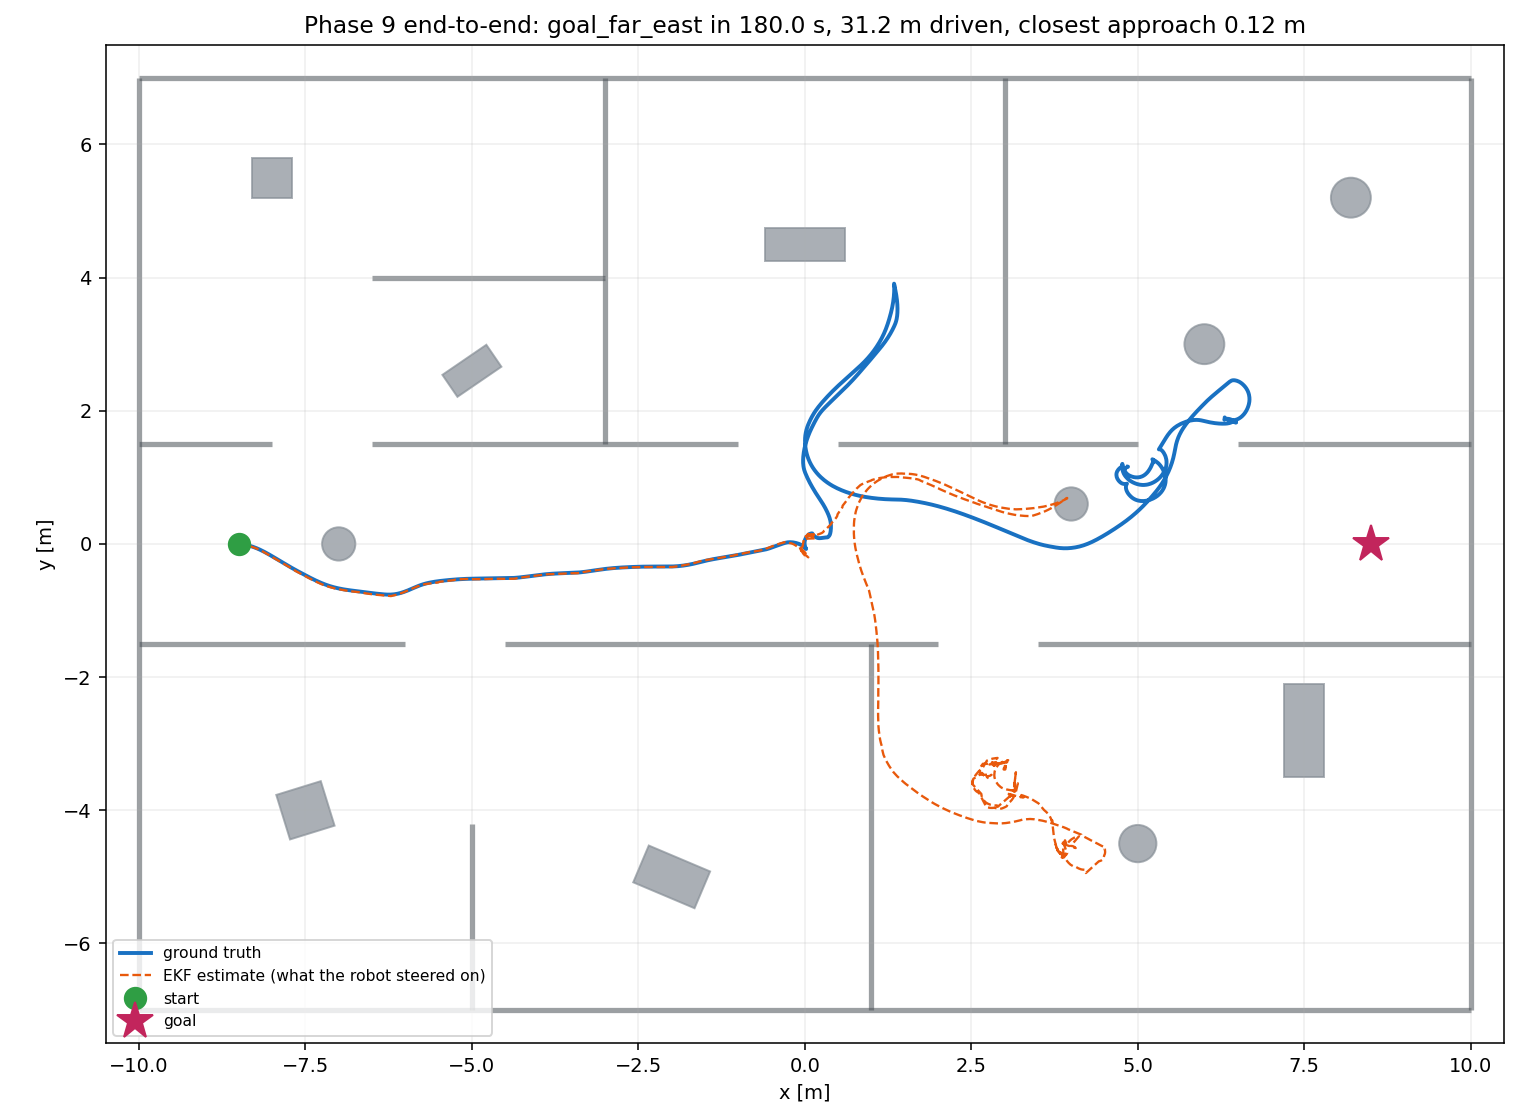 Phase 9 end-to-end: goal_far_east in 180.0 s, 31.2 m driven, closest approach 0.12 m
y [m]
6
4
2
0
−2
−4
−6
ground truth
EKF estimate (what the robot steered on)
start
goal
−10.0 −7.5 −5.0 −2.5 0.0 2.5 5.0 7.5 10.0
x [m]